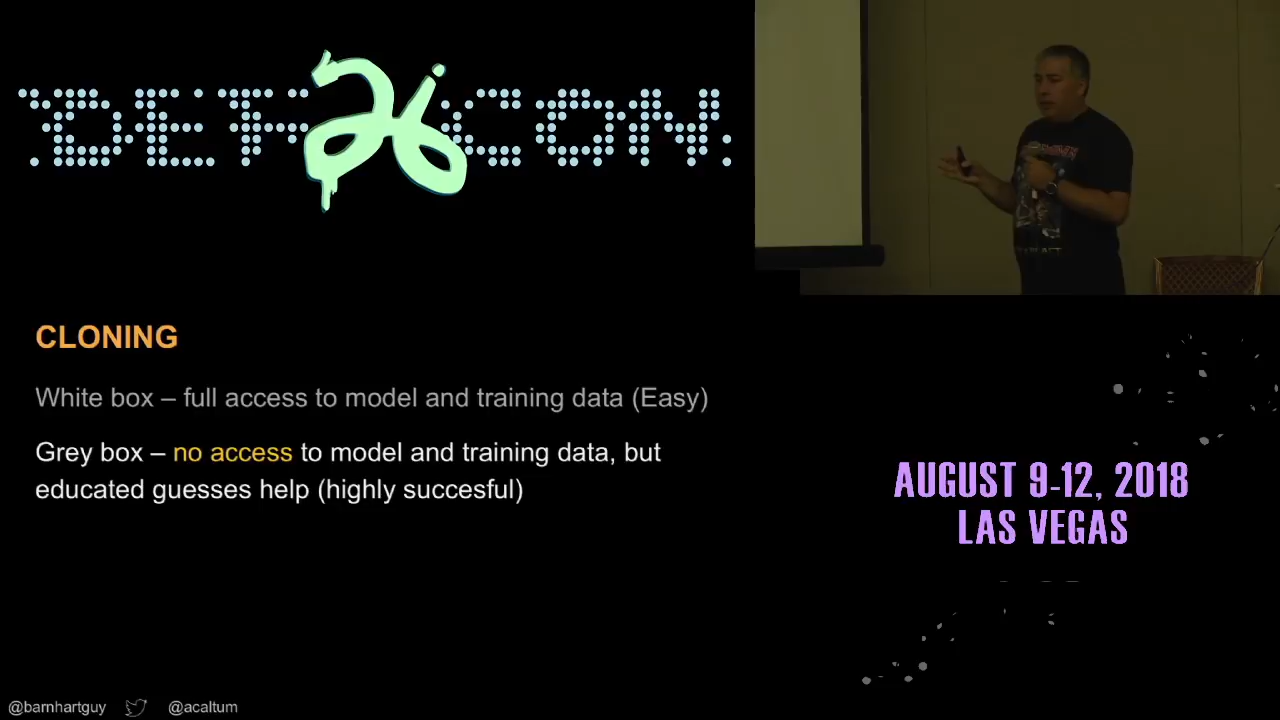 DEF 26 CON
CLONING
White box – full access to model and training data (Easy)
Grey box – no access to model and training data, but
educated guesses help (highly succesful)
AUGUST 9-12, 2018
LAS VEGAS
@barnhartguy @acaltum